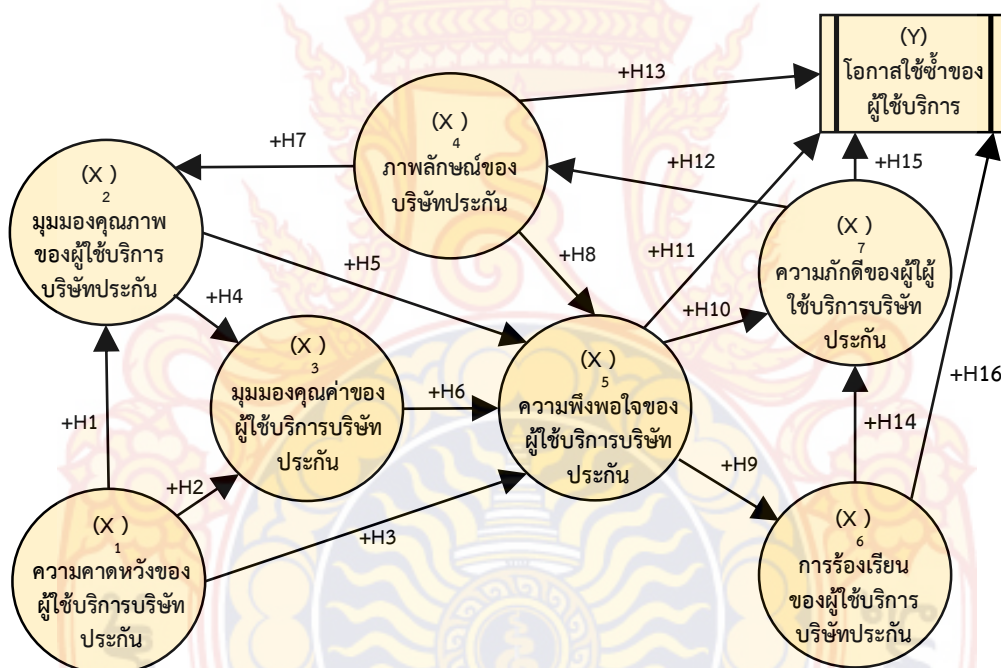 (Y)
โอกาสใช้ซ้ำของ
ผู้ใช้บริการ
+H13
(X )
4
ภาพลักษณ์ของ
บริษัทประกัน
+H7
+H12
+H15
(X )
2
มุมมองคุณภาพ
ของผู้ใช้บริการ
บริษัทประกัน
(X )
7
ความภักดีของผู้ใผู้
ใช้บริการบริษัท
ประกัน
+H5
+H8
+H11
+H4
+H10
(X )
3
มุมมองคุณค่าของ
ผู้ใช้บริการบริษัท
ประกัน
+H6
(X )
5
ความพึงพอใจของ
ผู้ใช้บริการบริษัท
ประกัน
+H16
+H1
+H14
+H2
+H9
+H3
(X )
1
ความคาดหวังของ
ผู้ใช้บริการบริษัท
ประกัน
(X )
6
การร้องเรียน
ของผู้ใช้บริการ
บริษัทประกัน